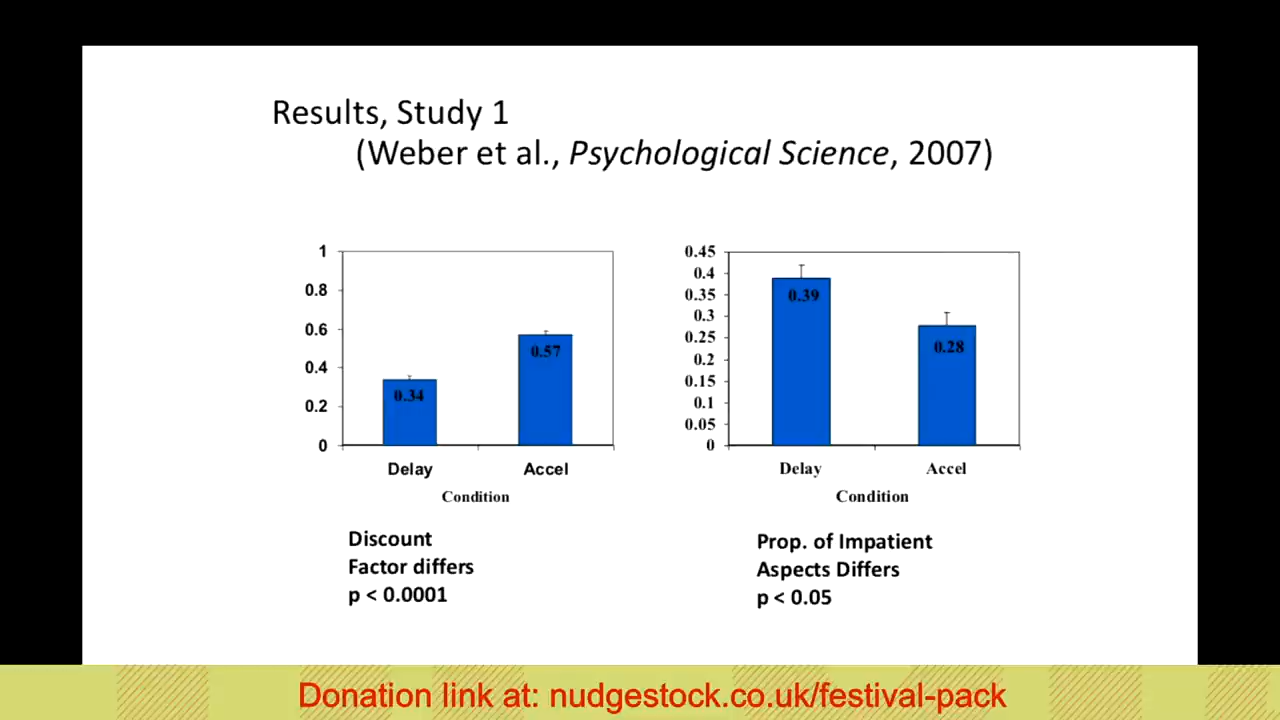 Results, Study 1
(Weber et al., Psychological Science, 2007)
1
0.8
0.6
0.4
0.2
0
0.34
0.57
Delay
Accel
Condition
Discount
Factor differs
p < 0.0001
0.45
0.4
0.35
0.3
0.25
0.2
0.15
0.1
0.05
0
0.39
0.28
Delay
Accel
Condition
Prop. of Impatient
Aspects Differs
p < 0.05
Donation link at: nudgestock.co.uk/festival-pack